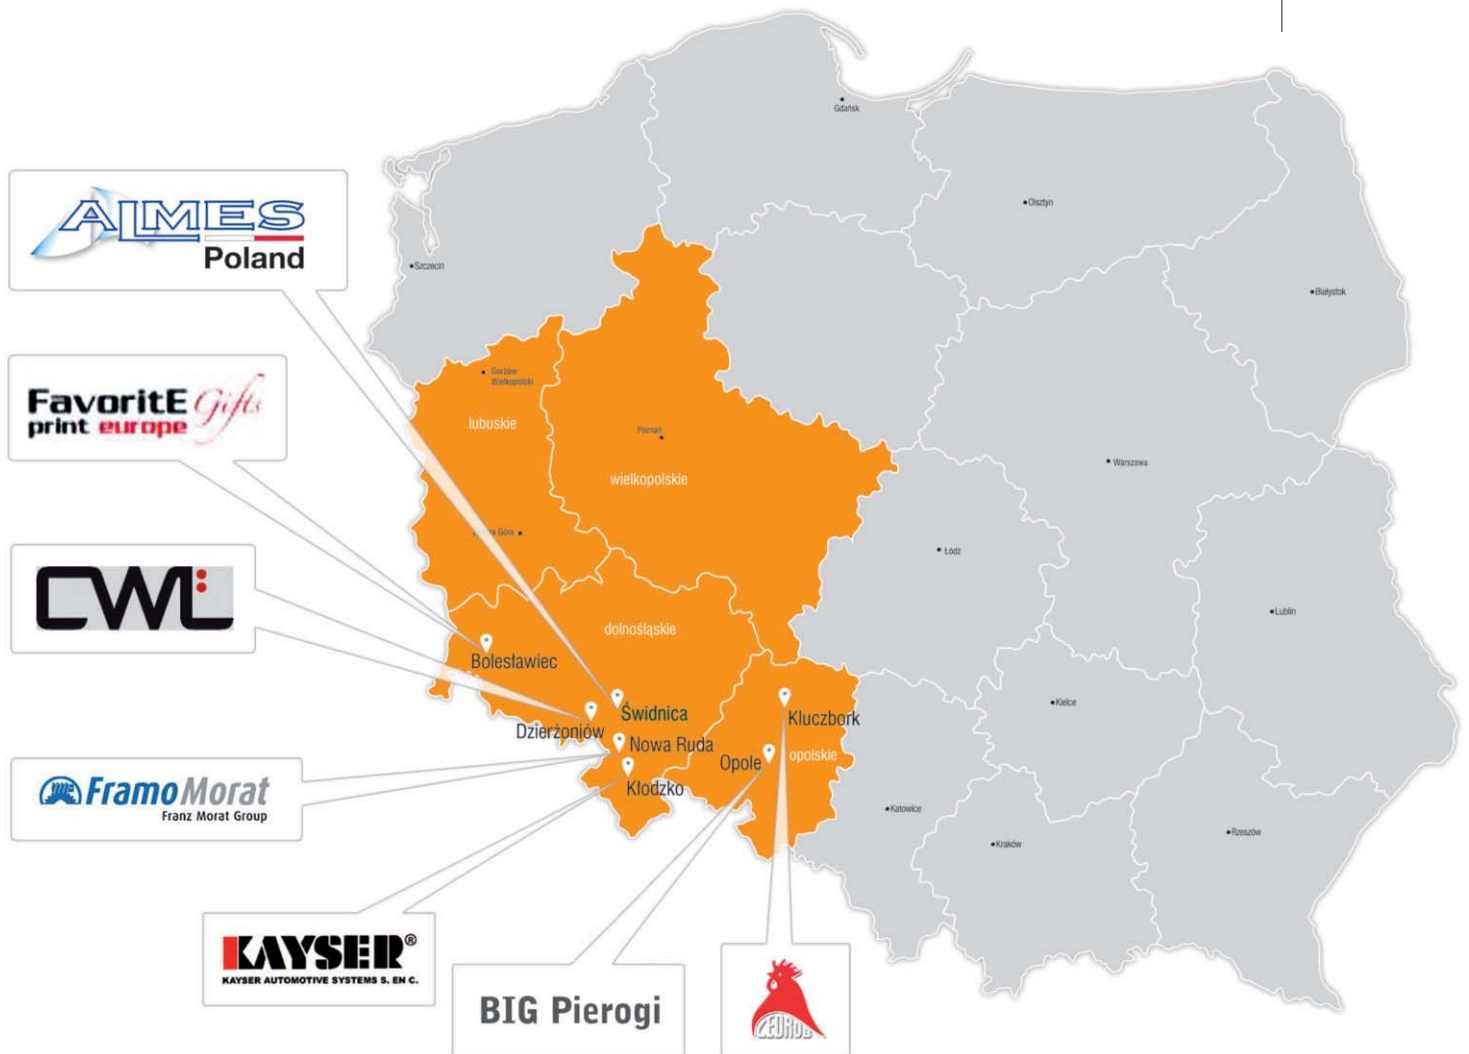 Gdańsk
Olsztyn
ALMES
Poland
Szczecin
Białystok
Gorzów
Wielkopolski
FavoritE Gifts
print europe
lubuskie
Poznań
Warszawa
wielkopolskie
Góra
Łódź
CWL
Lublin
dolnośląskie
Bolesławiec
Kielce
Świdnica
Kluczbork
Dzierżoniów
Nowa Ruda
opolskie
Opole
Kłodzko
FramoMorat
Franz Morat Group
Katowice
Rzeszów
Kraków
KAYSER®
KAYSER AUTOMOTIVE SYSTEMS S. EN C.
BIG Pierogi
CEDROB